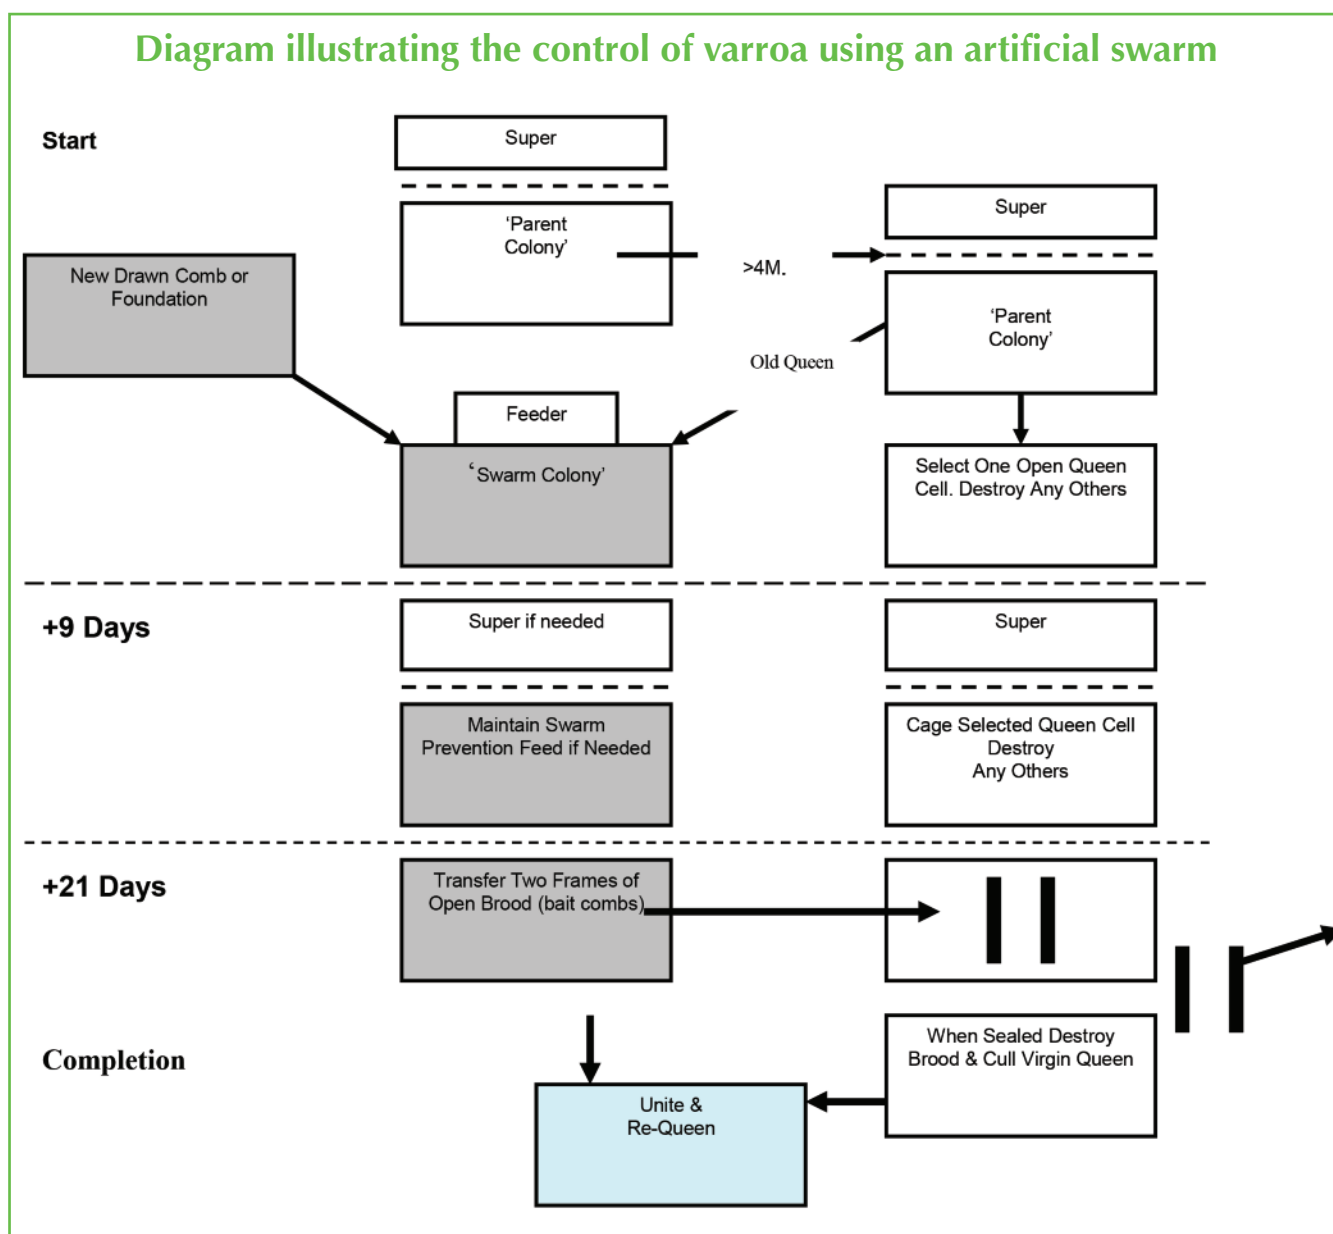 Diagram illustrating the control of varroa using an artificial swarm
Start
Super
‘Parent
Colony’
>4M.
Super
‘Parent
Colony’
New Drawn Comb or
Foundation
Old Queen
Feeder
‘Swarm Colony’
Select One Open Queen
Cell. Destroy Any Others
+9 Days
Super if needed
Super
Maintain Swarm
Prevention Feed if Needed
Cage Selected Queen Cell
Destroy
Any Others
+21 Days
Transfer Two Frames of
Open Brood (bait combs)
Completion
When Sealed Destroy
Brood & Cull Virgin Queen
Unite &
Re-Queen